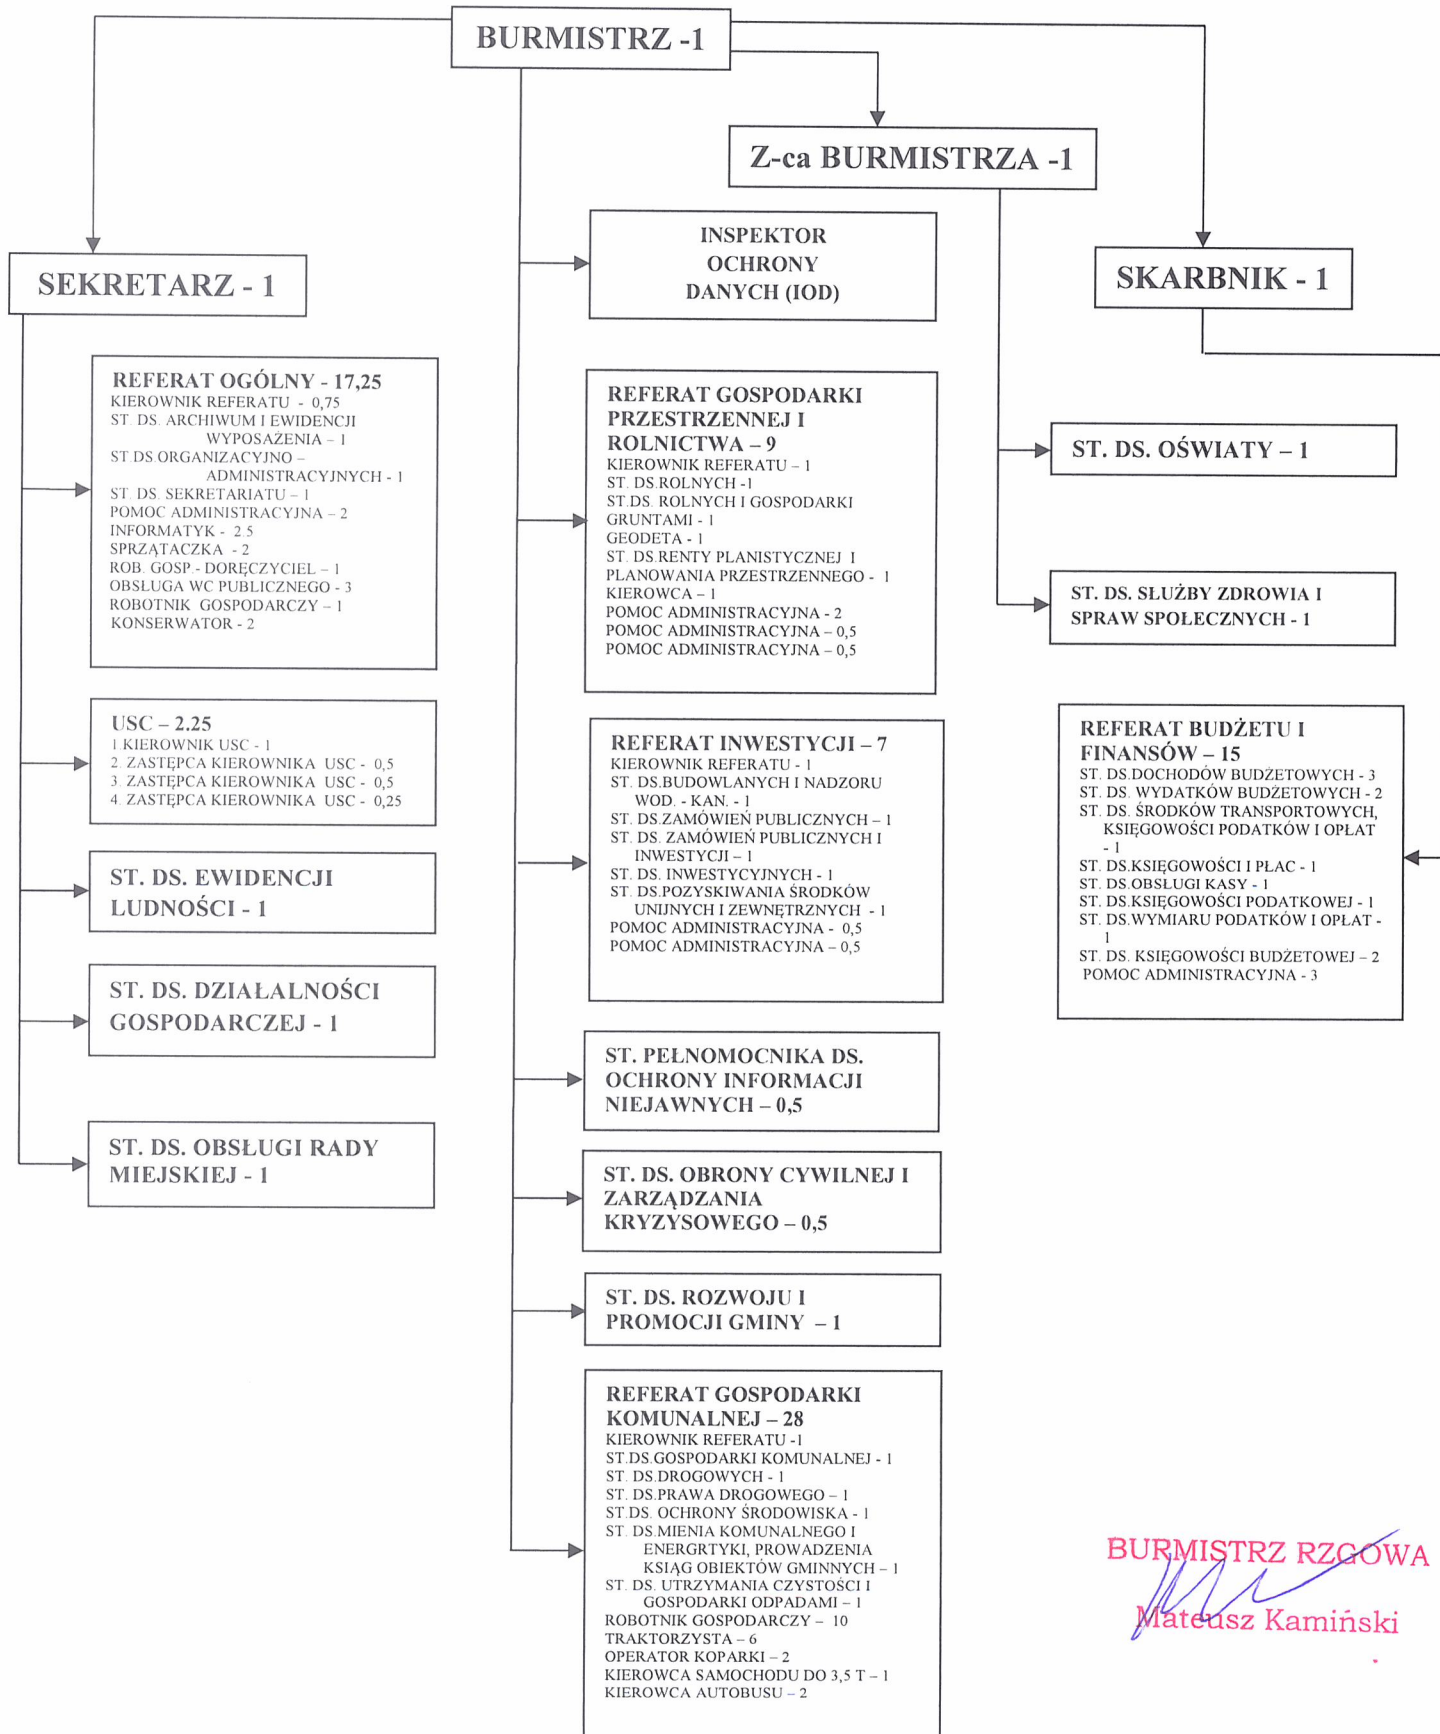 BURMISTRZ -1
Z-ca BURMISTRZA -1
SEKRETARZ - 1
INSPEKTOR
OCHRONY
DANYCH (IOD)
SKARBNIK - 1
REFERAT OGÓLNY - 17,25
KIEROWNIK REFERATU - 0,75
ST. DS. ARCHIWUM I EWIDENCJI
WYPOSAŻENIA – 1
ST DS.ORGANIZACYJNO –
ADMINISTRACYJNYCH - 1
ST. DS. SEKRETARIATU – 1
POMOC ADMINISTRACYJNA – 2
INFORMATYK - 2.5
SPRZĄTACZKA - 2
ROB. GOSP.- DORĘCZYCIEL – 1
OBSŁUGA WC PUBLICZNEGO - 3
ROBOTNIK GOSPODARCZY – 1
KONSERWATOR - 2
USC – 2.25
1 KIEROWNIK USC - 1
2. ZASTĘPCA KIEROWNIKA USC - 0,5
3. ZASTĘPCA KIEROWNIKA USC - 0,5
4. ZASTĘPCA KIEROWNIKA USC - 0,25
ST. DS. EWIDENCJI
LUDNOŚCI - 1
ST. DS. DZIAŁALNOŚCI
GOSPODARCZEJ - 1
ST. DS. OBSŁUGI RADY
MIEJSKIEJ - 1
REFERAT GOSPODARKI
PRZESTRZENNEJ I
ROLNICTWA – 9
KIEROWNIK REFERATU – 1
ST. DS.ROLNYCH -1
ST.DS. ROLNYCH I GOSPODARKI
GRUNTAMI - 1
GEODETA - 1
ST. DS.RENTY PLANISTYCZNEJ I
PLANOWANIA PRZESTRZENNEGO - 1
KIEROWCA – 1
POMOC ADMINISTRACYJNA - 2
POMOC ADMINISTRACYJNA – 0,5
POMOC ADMINISTRACYJNA – 0,5
REFERAT INWESTYCJI – 7
KIEROWNIK REFERATU - 1
ST. DS.BUDOWLANYCH I NADZORU
WOD. - KAN. - 1
ST. DS.ZAMÓWIEŃ PUBLICZNYCH – 1
ST. DS. ZAMÓWIEŃ PUBLICZNYCH I
INWESTYCJI – 1
ST. DS. INWESTYCYJNYCH - 1
ST. DS.POZYSKIWANIA ŚRODKÓW
UNIJNYCH I ZEWNĘTRZNYCH - 1
POMOC ADMINISTRACYJNA - 0,5
POMOC ADMINISTRACYJNA – 0,5
ST. PEŁNOMOCNIKA DS.
OCHRONY INFORMACJI
NIEJAWNYCH – 0,5
ST. DS. OBRONY CYWILNEJ I
ZARZĄDZANIA
KRYZYSOWEGO – 0,5
ST. DS. ROZWOJU I
PROMOCJI GMINY – 1
REFERAT GOSPODARKI
KOMUNALNEJ – 28
KIEROWNIK REFERATU -1
ST.DS.GOSPODARKI KOMUNALNEJ - 1
ST. DS.DROGOWYCH - 1
ST. DS.PRAWA DROGOWEGO – 1
ST.DS. OCHRONY ŚRODOWISKA - 1
ST. DS.MIENIA KOMUNALNEGO I
ENERGRTYKI, PROWADZENIA
KSIĄG OBIEKTÓW GMINNYCH – 1
ST. DS. UTRZYMANIA CZYSTOŚCI I
GOSPODARKI ODPADAMI – 1
ROBOTNIK GOSPODARCZY – 10
TRAKTORZYSTA – 6
OPERATOR KOPARKI – 2
KIEROWCA SAMOCHODU DO 3,5 T – 1
KIEROWCA AUTOBUSU – 2
ST. DS. OŚWIATY – 1
ST. DS. SŁUŻBY ZDROWIA I
SPRAW SPOŁECZNYCH - 1
REFERAT BUDŻETU I
FINANSÓW – 15
ST. DS.DOCHODÓW BUDŻETOWYCH - 3
ST. DS. WYDATKÓW BUDŻETOWYCH - 2
ST. DS. ŚRODKÓW TRANSPORTOWYCH,
KSIĘGOWOŚCI PODATKÓW I OPŁAT
- 1
ST. DS.KSIĘGOWOŚCI I PŁAC - 1
ST. DS.OBSŁUGI KASY - 1
ST. DS.KSIĘGOWOŚCI PODATKOWEJ - 1
ST. DS.WYMIARU PODATKÓW I OPŁAT -
1
ST. DS. KSIĘGOWOŚCI BUDŻETOWEJ – 2
POMOC ADMINISTRACYJNA - 3
BURMISTRZ RZGOWA
Mateusz Kamiński